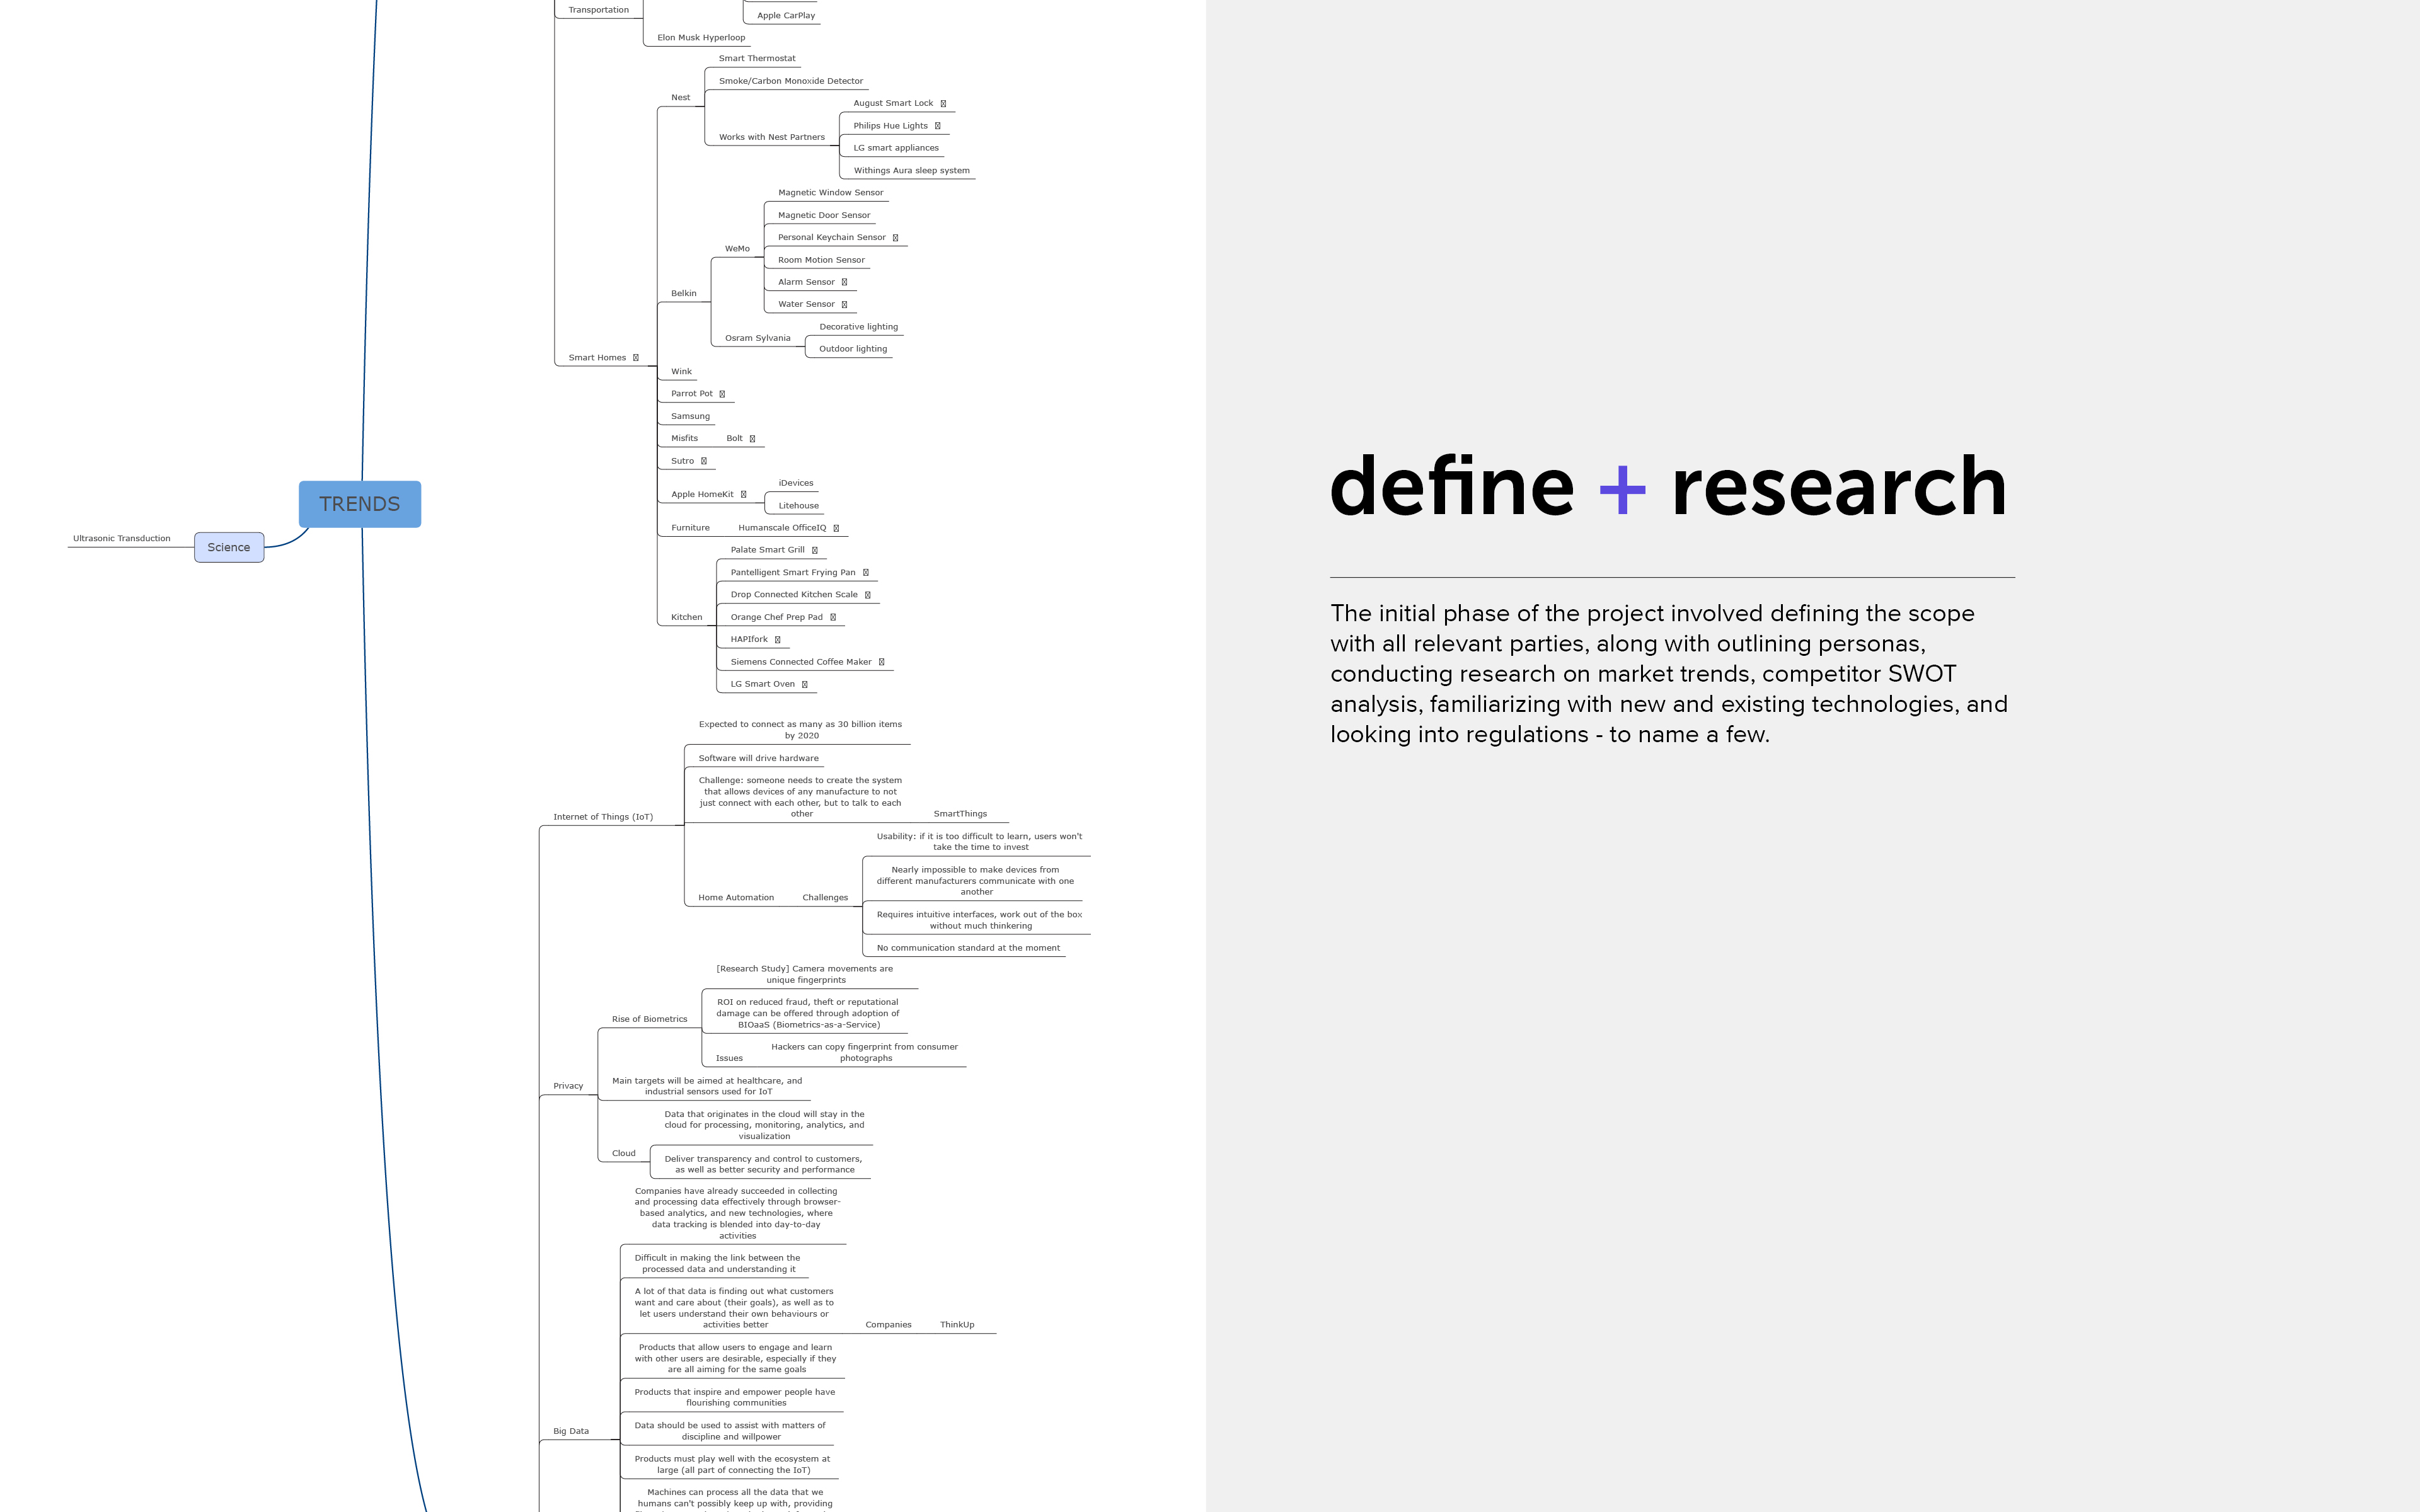 Transportation
Apple CarPlay
Elon Musk Hyperloop
Smart Thermostat
Smoke/Carbon Monoxide Detector
Nest
August Smart Lock
Philips Hue Lights
Works with Nest Partners
LG smart appliances
Withings Aura sleep system
Magnetic Window Sensor
Magnetic Door Sensor
Personal Keychain Sensor
WeMo
Room Motion Sensor
Alarm Sensor
Belkin
Water Sensor
Decorative lighting
Osram Sylvania
Outdoor lighting
Smart Homes
Wink
Parrot Pot
Samsung
Misfits Bolt
Sutro
iDevices
Apple HomeKit
Litehouse
Furniture Humanscale OfficeIQ
Palate Smart Grill
Pantelligent Smart Frying Pan
Drop Connected Kitchen Scale
Kitchen
Orange Chef Prep Pad
HAPIfork
Siemens Connected Coffee Maker
LG Smart Oven
TRENDS
Science
Ultrasonic Transduction
Expected to connect as many as 30 billion items
by 2020
Software will drive hardware
Challenge: someone needs to create the system
that allows devices of any manufacture to not
just connect with each other, but to talk to each
other
SmartThings
Internet of Things (IoT)
Usability: if it is too difficult to learn, users won't
take the time to invest
Nearly impossible to make devices from
different manufacturers communicate with one
another
Home Automation Challenges
Requires intuitive interfaces, work out of the box
without much thinkering
No communication standard at the moment
[Research Study] Camera movements are
unique fingerprints
ROI on reduced fraud, theft or reputational
damage can be offered through adoption of
BIOaaS (Biometrics-as-a-Service)
Rise of Biometrics
Issues
Hackers can copy fingerprint from consumer
photographs
Privacy
Main targets will be aimed at healthcare, and
industrial sensors used for IoT
Data that originates in the cloud will stay in the
cloud for processing, monitoring, analytics, and
visualization
Cloud
Deliver transparency and control to customers,
as well as better security and performance
Companies have already succeeded in collecting
and processing data effectively through browser-
based analytics, and new technologies, where
data tracking is blended into day-to-day
activities
Difficult in making the link between the
processed data and understanding it
A lot of that data is finding out what customers
want and care about (their goals), as well as to
let users understand their own behaviours or
activities better
Companies ThinkUp
Products that allow users to engage and learn
with other users are desirable, especially if they
are all aiming for the same goals
Products that inspire and empower people have
flourishing communities
Big Data
Data should be used to assist with matters of
discipline and willpower
Products must play well with the ecosystem at
large (all part of connecting the IoT)
Machines can process all the data that we
humans can't possibly keep up with, providing
define + research
The initial phase of the project involved defining the scope
with all relevant parties, along with outlining personas,
conducting research on market trends, competitor SWOT
analysis, familiarizing with new and existing technologies, and
looking into regulations - to name a few.